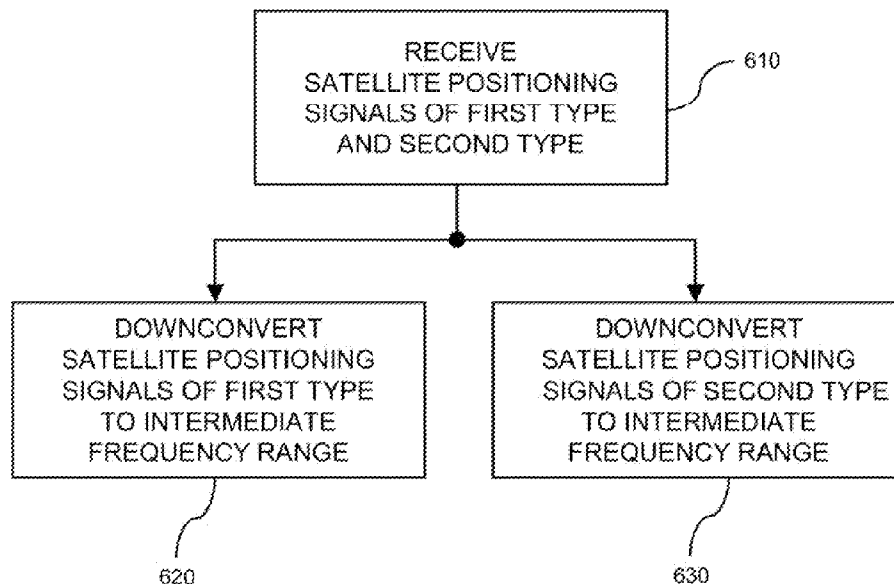 RECEIVE
SATELLITE POSITIONING
SIGNALS OF FIRST TYPE
AND SECOND TYPE
610
DOWNCONVERT
SATELLITE POSITIONING
SIGNALS OF FIRST TYPE
TO INTERMEDIATE
FREQUENCY RANGE
620
DOWNCONVERT
SATELLITE POSITIONING
SIGNALS OF SECOND TYPE
TO INTERMEDIATE
FREQUENCY RANGE
630